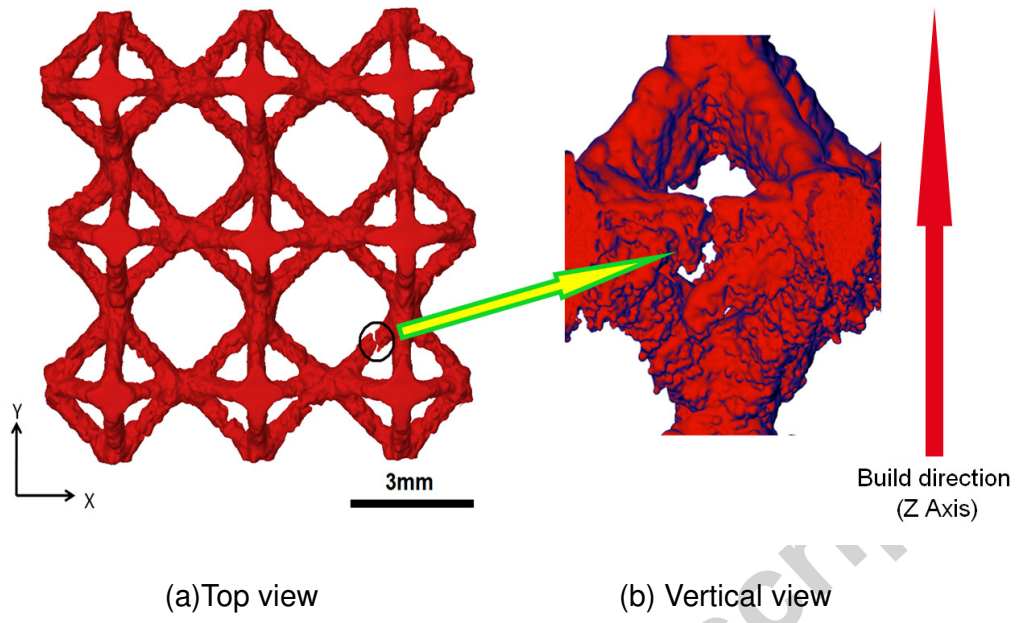 Y
X
3mm
Build direction
(Z Axis)
(a)Top view
(b) Vertical view